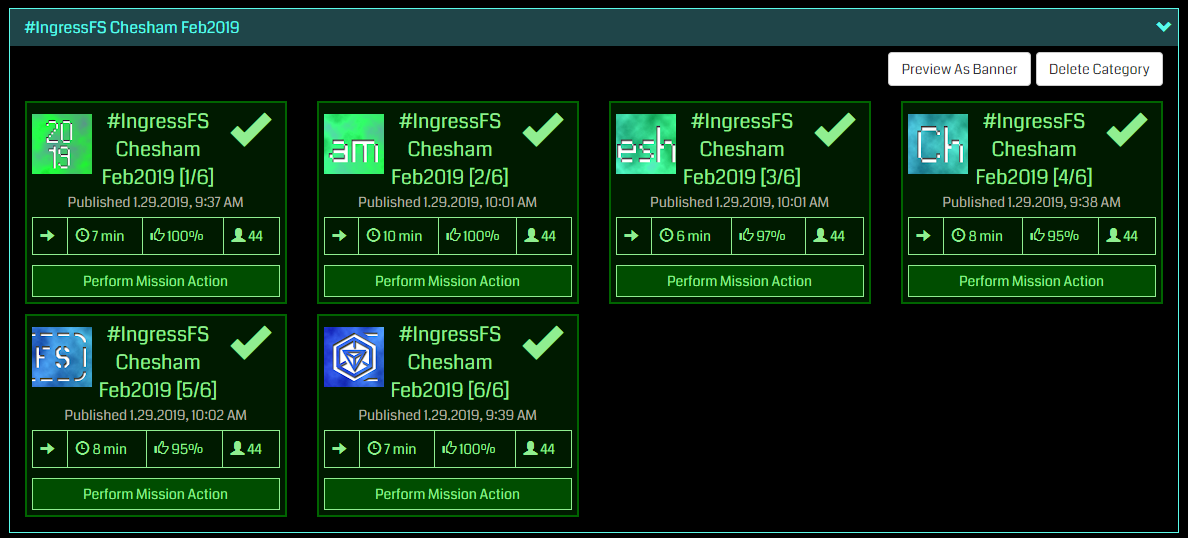 #IngressFS Chesham Feb2019
Preview As Banner
Delete Category
20
19
#IngressFS
Chesham
Feb2019 [1/6]
Published 1.29.2019, 9:37 AM
7 min
100%
44
Perform Mission Action
am
#IngressFS
Chesham
Feb2019 [2/6]
Published 1.29.2019, 10:01 AM
10 min
100%
44
Perform Mission Action
esh
#IngressFS
Chesham
Feb2019 [3/6]
Published 1.29.2019, 10:01 AM
6 min
97%
44
Perform Mission Action
Ch
#IngressFS
Chesham
Feb2019 [4/6]
Published 1.29.2019, 9:38 AM
8 min
95%
44
Perform Mission Action
FS
#IngressFS
Chesham
Feb2019 [5/6]
Published 1.29.2019, 10:02 AM
8 min
95%
44
Perform Mission Action
#IngressFS
Chesham
Feb2019 [6/6]
Published 1.29.2019, 9:39 AM
7 min
100%
44
Perform Mission Action